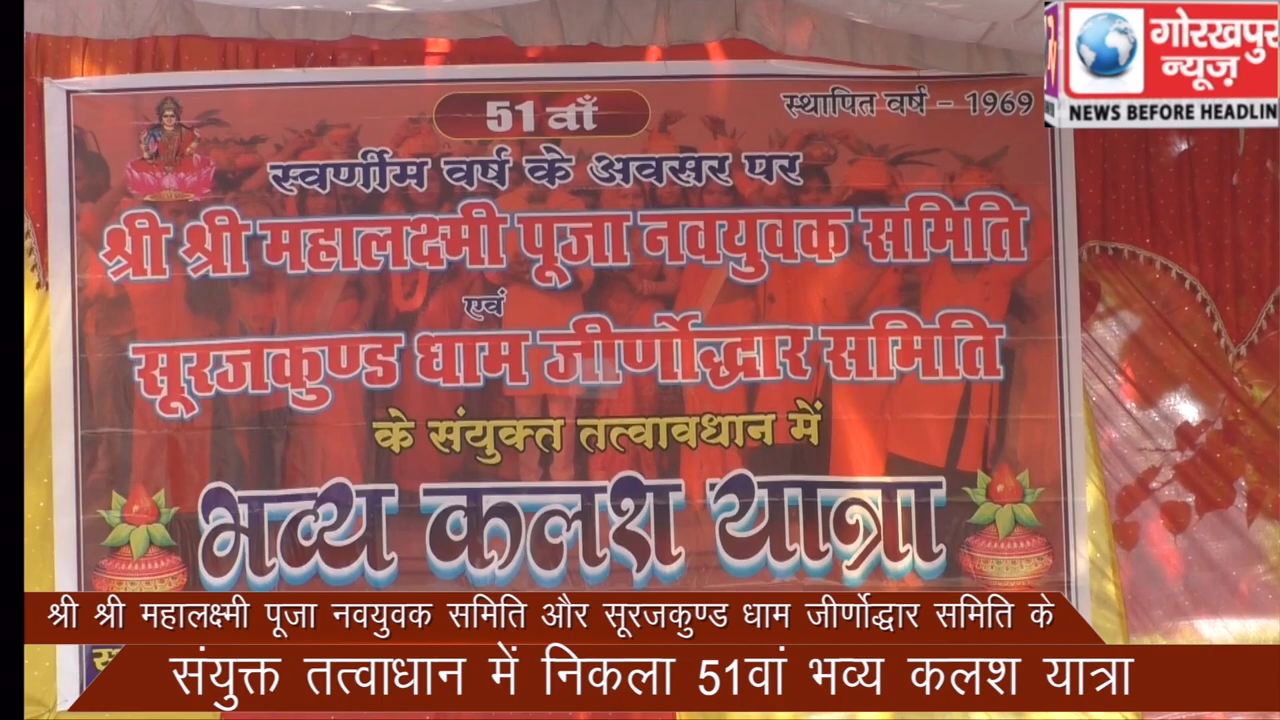 गोरखपुर
न्यूज़
NEWS BEFORE HEADLIN
51 वाँ
स्थापित वर्ष - 1969
स्वर्णीम वर्ष के अवसर पर
श्री श्री महालक्ष्मी पूजा नवयुवक समिति
एवं
सूरजकुण्ड धाम जीर्णोद्धार समिति
के संयुक्त तत्वावधान में
भव्य कलश यात्रा
श्री श्री महालक्ष्मी पूजा नवयुवक समिति और सूरजकुण्ड धाम जीर्णोद्धार समिति के
संयुक्त तत्वाधान में निकला 51वां भव्य कलश यात्रा